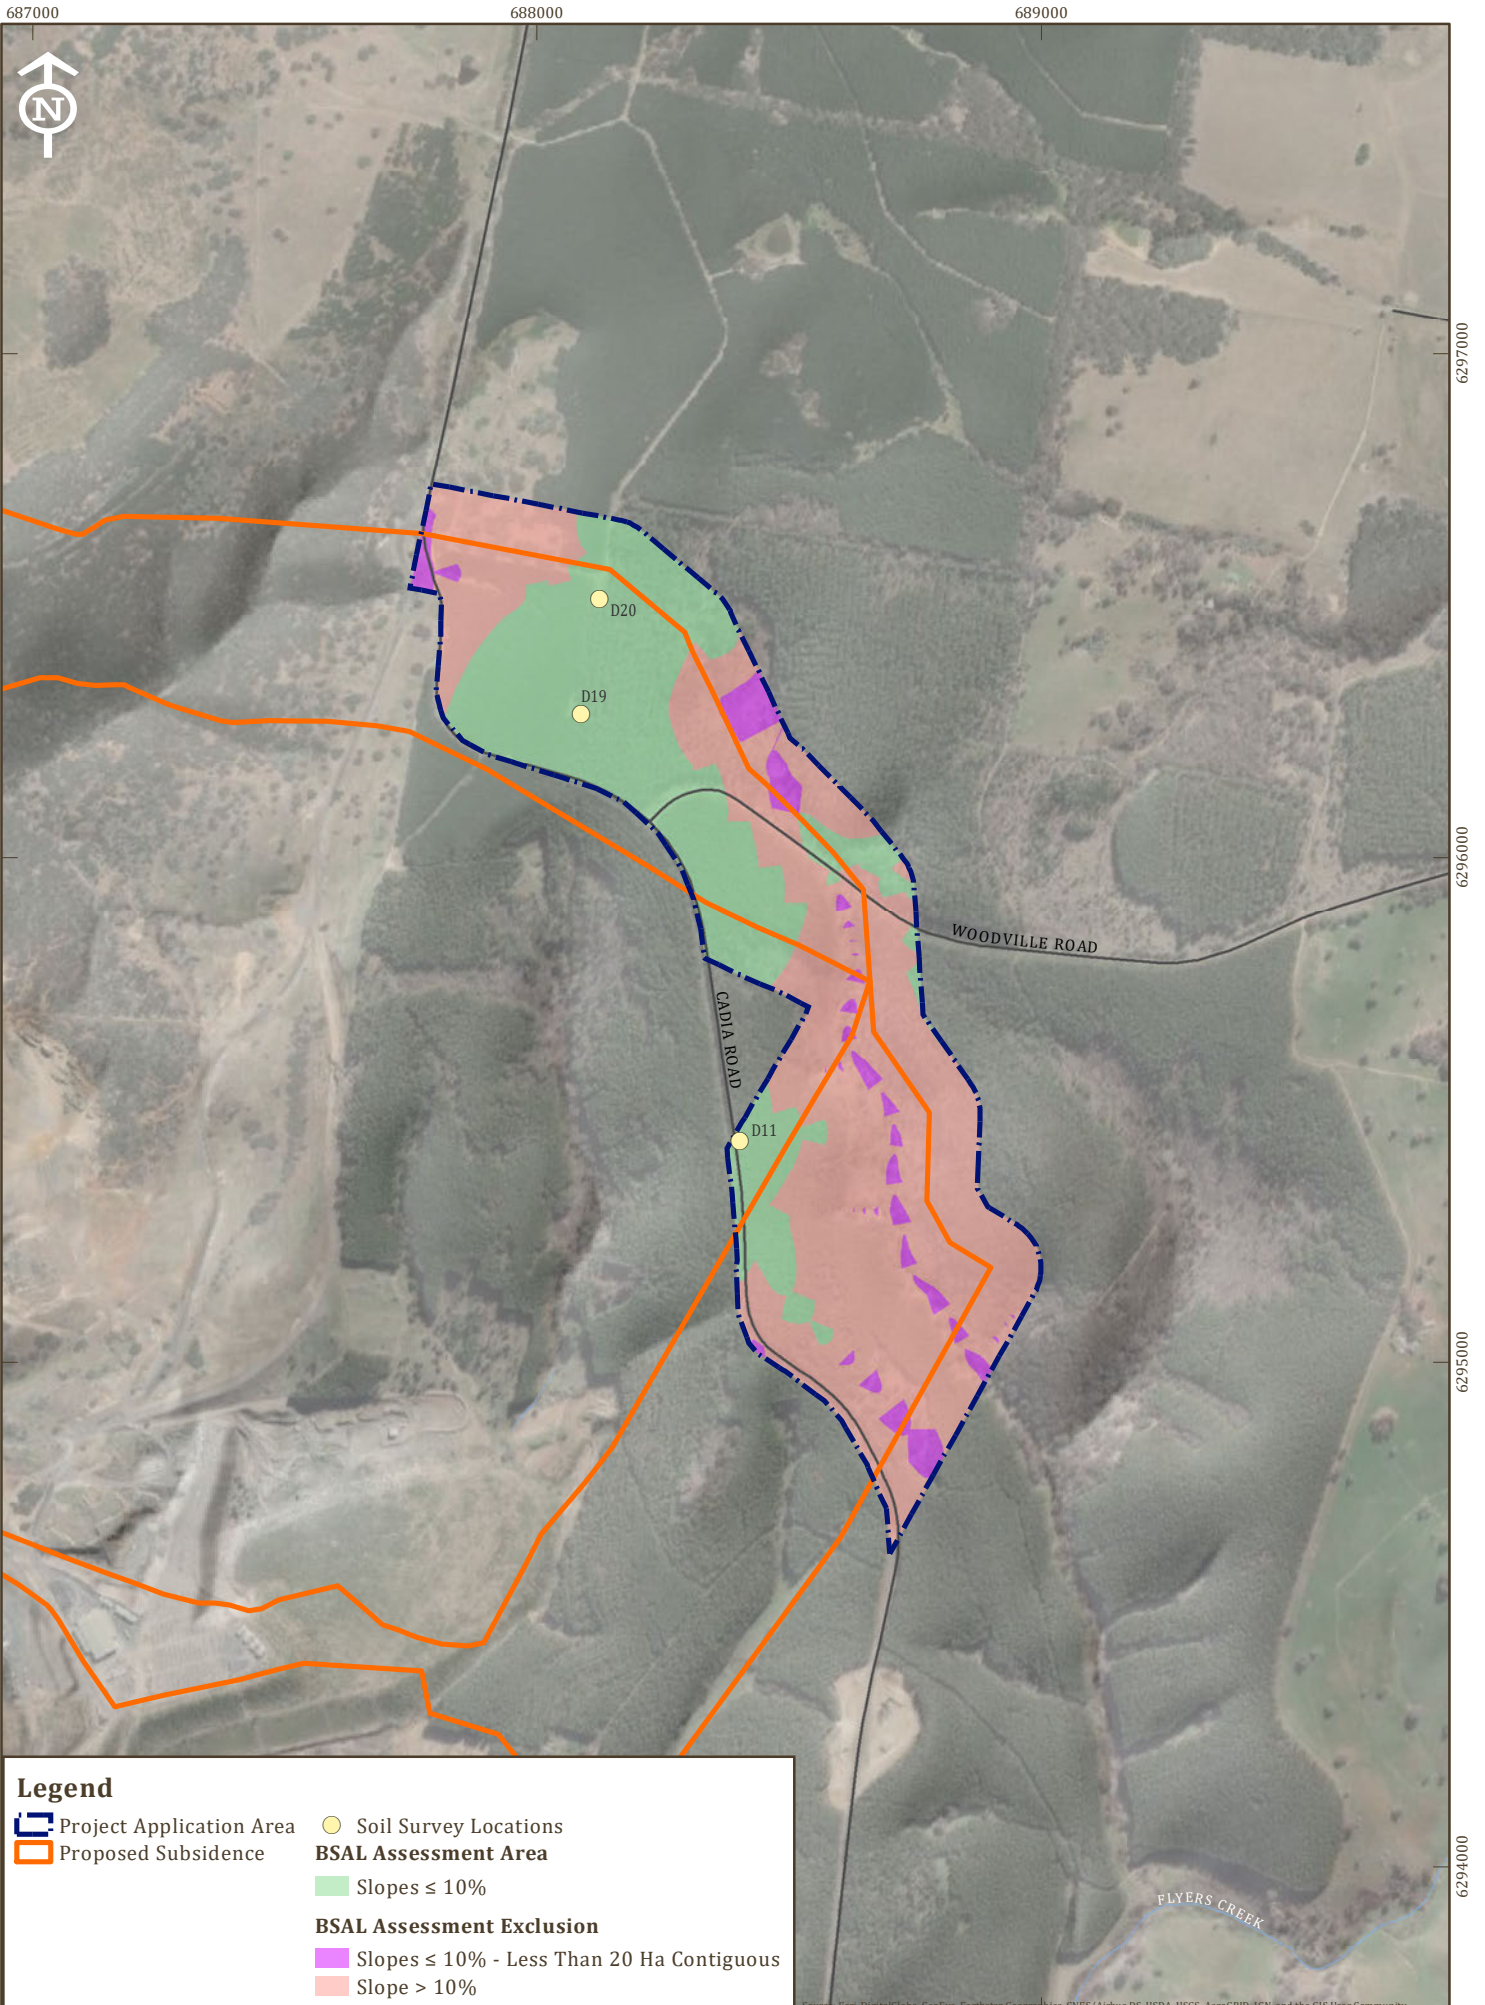 687000
688000
689000
N
6297000
D20
D19
6296000
WOODVILLE ROAD
CADIA ROAD
D11
6295000
6294000
FLYERS CREEK
Legend
Project Application Area
Proposed Subsidence
Soil Survey Locations
BSAL Assessment Area
Slopes ≤ 10%
BSAL Assessment Exclusion
Slopes ≤ 10% - Less Than 20 Ha Contiguous
Slope > 10%